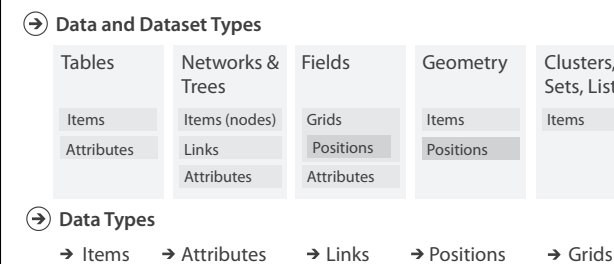 Data and Dataset Types
Tables
Items
Attributes
Networks &
Trees
Items (nodes)
Links
Attributes
Fields
Grids
Positions
Attributes
Geometry
Items
Positions
Clusters,
Sets, List
Items
Data Types
Items
Attributes
Links
Positions
Grids